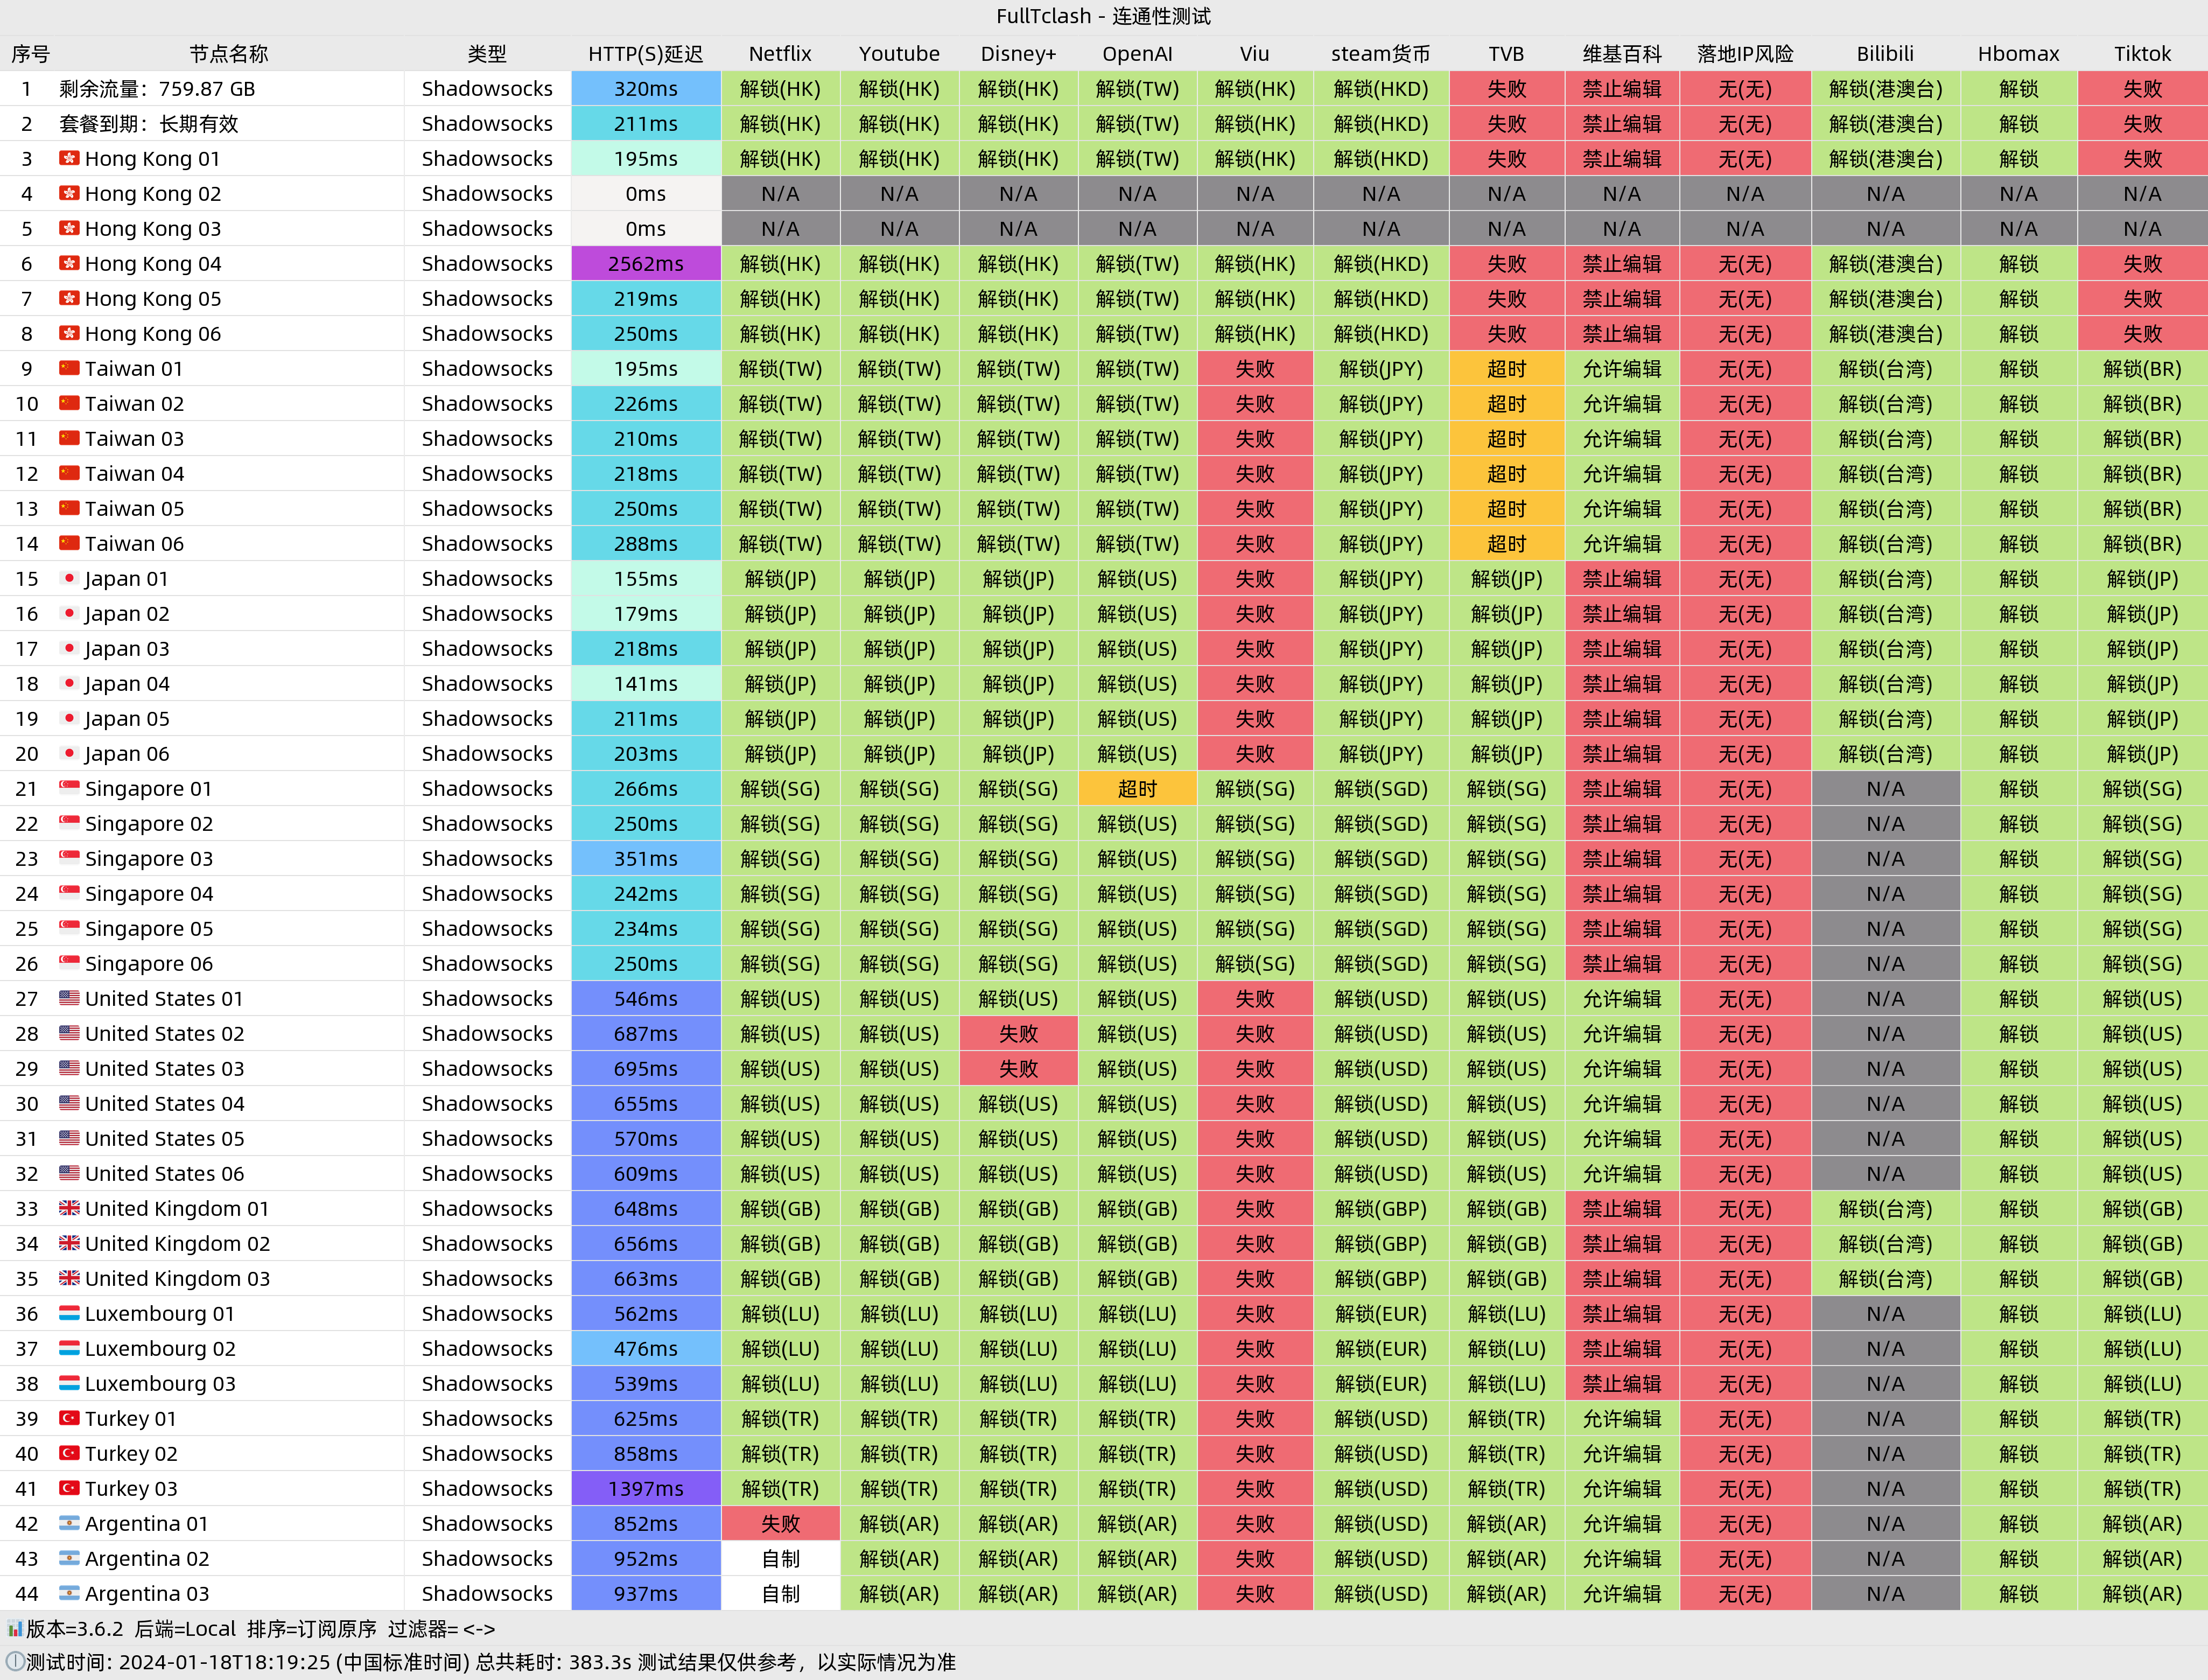 FullTclash - 连通性测试
序号 节点名称 类型 HTTP(S)延迟 Netflix Youtube Disney+ OpenAI Viu steam货币 TVB 维基百科 落地IP风险 Bilibili Hbomax Tiktok
1 剩余流量：759.87 GB Shadowsocks 320ms 解锁(HK) 解锁(HK) 解锁(HK) 解锁(TW) 解锁(HK) 解锁(HKD) 失败 禁止编辑 无(无) 解锁(港澳台) 解锁 失败
2 套餐到期：长期有效 Shadowsocks 211ms 解锁(HK) 解锁(HK) 解锁(HK) 解锁(TW) 解锁(HK) 解锁(HKD) 失败 禁止编辑 无(无) 解锁(港澳台) 解锁 失败
3 Hong Kong 01 Shadowsocks 195ms 解锁(HK) 解锁(HK) 解锁(HK) 解锁(TW) 解锁(HK) 解锁(HKD) 失败 禁止编辑 无(无) 解锁(港澳台) 解锁 失败
4 Hong Kong 02 Shadowsocks 0ms N/A N/A N/A N/A N/A N/A N/A N/A N/A N/A N/A N/A
5 Hong Kong 03 Shadowsocks 0ms N/A N/A N/A N/A N/A N/A N/A N/A N/A N/A N/A N/A
6 Hong Kong 04 Shadowsocks 2562ms 解锁(HK) 解锁(HK) 解锁(HK) 解锁(TW) 解锁(HK) 解锁(HKD) 失败 禁止编辑 无(无) 解锁(港澳台) 解锁 失败
7 Hong Kong 05 Shadowsocks 219ms 解锁(HK) 解锁(HK) 解锁(HK) 解锁(TW) 解锁(HK) 解锁(HKD) 失败 禁止编辑 无(无) 解锁(港澳台) 解锁 失败
8 Hong Kong 06 Shadowsocks 250ms 解锁(HK) 解锁(HK) 解锁(HK) 解锁(TW) 解锁(HK) 解锁(HKD) 失败 禁止编辑 无(无) 解锁(港澳台) 解锁 失败
9 Taiwan 01 Shadowsocks 195ms 解锁(TW) 解锁(TW) 解锁(TW) 解锁(TW) 失败 解锁(JPY) 超时 允许编辑 无(无) 解锁(台湾) 解锁 解锁(BR)
10 Taiwan 02 Shadowsocks 226ms 解锁(TW) 解锁(TW) 解锁(TW) 解锁(TW) 失败 解锁(JPY) 超时 允许编辑 无(无) 解锁(台湾) 解锁 解锁(BR)
11 Taiwan 03 Shadowsocks 210ms 解锁(TW) 解锁(TW) 解锁(TW) 解锁(TW) 失败 解锁(JPY) 超时 允许编辑 无(无) 解锁(台湾) 解锁 解锁(BR)
12 Taiwan 04 Shadowsocks 218ms 解锁(TW) 解锁(TW) 解锁(TW) 解锁(TW) 失败 解锁(JPY) 超时 允许编辑 无(无) 解锁(台湾) 解锁 解锁(BR)
13 Taiwan 05 Shadowsocks 250ms 解锁(TW) 解锁(TW) 解锁(TW) 解锁(TW) 失败 解锁(JPY) 超时 允许编辑 无(无) 解锁(台湾) 解锁 解锁(BR)
14 Taiwan 06 Shadowsocks 288ms 解锁(TW) 解锁(TW) 解锁(TW) 解锁(TW) 失败 解锁(JPY) 超时 允许编辑 无(无) 解锁(台湾) 解锁 解锁(BR)
15 Japan 01 Shadowsocks 155ms 解锁(JP) 解锁(JP) 解锁(JP) 解锁(US) 失败 解锁(JPY) 解锁(JP) 禁止编辑 无(无) 解锁(台湾) 解锁 解锁(JP)
16 Japan 02 Shadowsocks 179ms 解锁(JP) 解锁(JP) 解锁(JP) 解锁(US) 失败 解锁(JPY) 解锁(JP) 禁止编辑 无(无) 解锁(台湾) 解锁 解锁(JP)
17 Japan 03 Shadowsocks 218ms 解锁(JP) 解锁(JP) 解锁(JP) 解锁(US) 失败 解锁(JPY) 解锁(JP) 禁止编辑 无(无) 解锁(台湾) 解锁 解锁(JP)
18 Japan 04 Shadowsocks 141ms 解锁(JP) 解锁(JP) 解锁(JP) 解锁(US) 失败 解锁(JPY) 解锁(JP) 禁止编辑 无(无) 解锁(台湾) 解锁 解锁(JP)
19 Japan 05 Shadowsocks 211ms 解锁(JP) 解锁(JP) 解锁(JP) 解锁(US) 失败 解锁(JPY) 解锁(JP) 禁止编辑 无(无) 解锁(台湾) 解锁 解锁(JP)
20 Japan 06 Shadowsocks 203ms 解锁(JP) 解锁(JP) 解锁(JP) 解锁(US) 失败 解锁(JPY) 解锁(JP) 禁止编辑 无(无) 解锁(台湾) 解锁 解锁(JP)
21 Singapore 01 Shadowsocks 266ms 解锁(SG) 解锁(SG) 解锁(SG) 超时 解锁(SG) 解锁(SGD) 解锁(SG) 禁止编辑 无(无) N/A 解锁 解锁(SG)
22 Singapore 02 Shadowsocks 250ms 解锁(SG) 解锁(SG) 解锁(SG) 解锁(US) 解锁(SG) 解锁(SGD) 解锁(SG) 禁止编辑 无(无) N/A 解锁 解锁(SG)
23 Singapore 03 Shadowsocks 351ms 解锁(SG) 解锁(SG) 解锁(SG) 解锁(US) 解锁(SG) 解锁(SGD) 解锁(SG) 禁止编辑 无(无) N/A 解锁 解锁(SG)
24 Singapore 04 Shadowsocks 242ms 解锁(SG) 解锁(SG) 解锁(SG) 解锁(US) 解锁(SG) 解锁(SGD) 解锁(SG) 禁止编辑 无(无) N/A 解锁 解锁(SG)
25 Singapore 05 Shadowsocks 234ms 解锁(SG) 解锁(SG) 解锁(SG) 解锁(US) 解锁(SG) 解锁(SGD) 解锁(SG) 禁止编辑 无(无) N/A 解锁 解锁(SG)
26 Singapore 06 Shadowsocks 250ms 解锁(SG) 解锁(SG) 解锁(SG) 解锁(US) 解锁(SG) 解锁(SGD) 解锁(SG) 禁止编辑 无(无) N/A 解锁 解锁(SG)
27 United States 01 Shadowsocks 546ms 解锁(US) 解锁(US) 解锁(US) 解锁(US) 失败 解锁(USD) 解锁(US) 允许编辑 无(无) N/A 解锁 解锁(US)
28 United States 02 Shadowsocks 687ms 解锁(US) 解锁(US) 失败 解锁(US) 失败 解锁(USD) 解锁(US) 允许编辑 无(无) N/A 解锁 解锁(US)
29 United States 03 Shadowsocks 695ms 解锁(US) 解锁(US) 失败 解锁(US) 失败 解锁(USD) 解锁(US) 允许编辑 无(无) N/A 解锁 解锁(US)
30 United States 04 Shadowsocks 655ms 解锁(US) 解锁(US) 解锁(US) 解锁(US) 失败 解锁(USD) 解锁(US) 允许编辑 无(无) N/A 解锁 解锁(US)
31 United States 05 Shadowsocks 570ms 解锁(US) 解锁(US) 解锁(US) 解锁(US) 失败 解锁(USD) 解锁(US) 允许编辑 无(无) N/A 解锁 解锁(US)
32 United States 06 Shadowsocks 609ms 解锁(US) 解锁(US) 解锁(US) 解锁(US) 失败 解锁(USD) 解锁(US) 允许编辑 无(无) N/A 解锁 解锁(US)
33 United Kingdom 01 Shadowsocks 648ms 解锁(GB) 解锁(GB) 解锁(GB) 解锁(GB) 失败 解锁(GBP) 解锁(GB) 禁止编辑 无(无) 解锁(台湾) 解锁 解锁(GB)
34 United Kingdom 02 Shadowsocks 656ms 解锁(GB) 解锁(GB) 解锁(GB) 解锁(GB) 失败 解锁(GBP) 解锁(GB) 禁止编辑 无(无) 解锁(台湾) 解锁 解锁(GB)
35 United Kingdom 03 Shadowsocks 663ms 解锁(GB) 解锁(GB) 解锁(GB) 解锁(GB) 失败 解锁(GBP) 解锁(GB) 禁止编辑 无(无) 解锁(台湾) 解锁 解锁(GB)
36 Luxembourg 01 Shadowsocks 562ms 解锁(LU) 解锁(LU) 解锁(LU) 解锁(LU) 失败 解锁(EUR) 解锁(LU) 禁止编辑 无(无) N/A 解锁 解锁(LU)
37 Luxembourg 02 Shadowsocks 476ms 解锁(LU) 解锁(LU) 解锁(LU) 解锁(LU) 失败 解锁(EUR) 解锁(LU) 禁止编辑 无(无) N/A 解锁 解锁(LU)
38 Luxembourg 03 Shadowsocks 539ms 解锁(LU) 解锁(LU) 解锁(LU) 解锁(LU) 失败 解锁(EUR) 解锁(LU) 禁止编辑 无(无) N/A 解锁 解锁(LU)
39 Turkey 01 Shadowsocks 625ms 解锁(TR) 解锁(TR) 解锁(TR) 解锁(TR) 失败 解锁(USD) 解锁(TR) 允许编辑 无(无) N/A 解锁 解锁(TR)
40 Turkey 02 Shadowsocks 858ms 解锁(TR) 解锁(TR) 解锁(TR) 解锁(TR) 失败 解锁(USD) 解锁(TR) 允许编辑 无(无) N/A 解锁 解锁(TR)
41 Turkey 03 Shadowsocks 1397ms 解锁(TR) 解锁(TR) 解锁(TR) 解锁(TR) 失败 解锁(USD) 解锁(TR) 允许编辑 无(无) N/A 解锁 解锁(TR)
42 Argentina 01 Shadowsocks 852ms 失败 解锁(AR) 解锁(AR) 解锁(AR) 失败 解锁(USD) 解锁(AR) 允许编辑 无(无) N/A 解锁 解锁(AR)
43 Argentina 02 Shadowsocks 952ms 自制 解锁(AR) 解锁(AR) 解锁(AR) 失败 解锁(USD) 解锁(AR) 允许编辑 无(无) N/A 解锁 解锁(AR)
44 Argentina 03 Shadowsocks 937ms 自制 解锁(AR) 解锁(AR) 解锁(AR) 失败 解锁(USD) 解锁(AR) 允许编辑 无(无) N/A 解锁 解锁(AR)
版本=3.6.2 后端=Local 排序=订阅原序 过滤器= <->
测试时间: 2024-01-18T18:19:25 (中国标准时间) 总共耗时: 383.3s 测试结果仅供参考，以实际情况为准